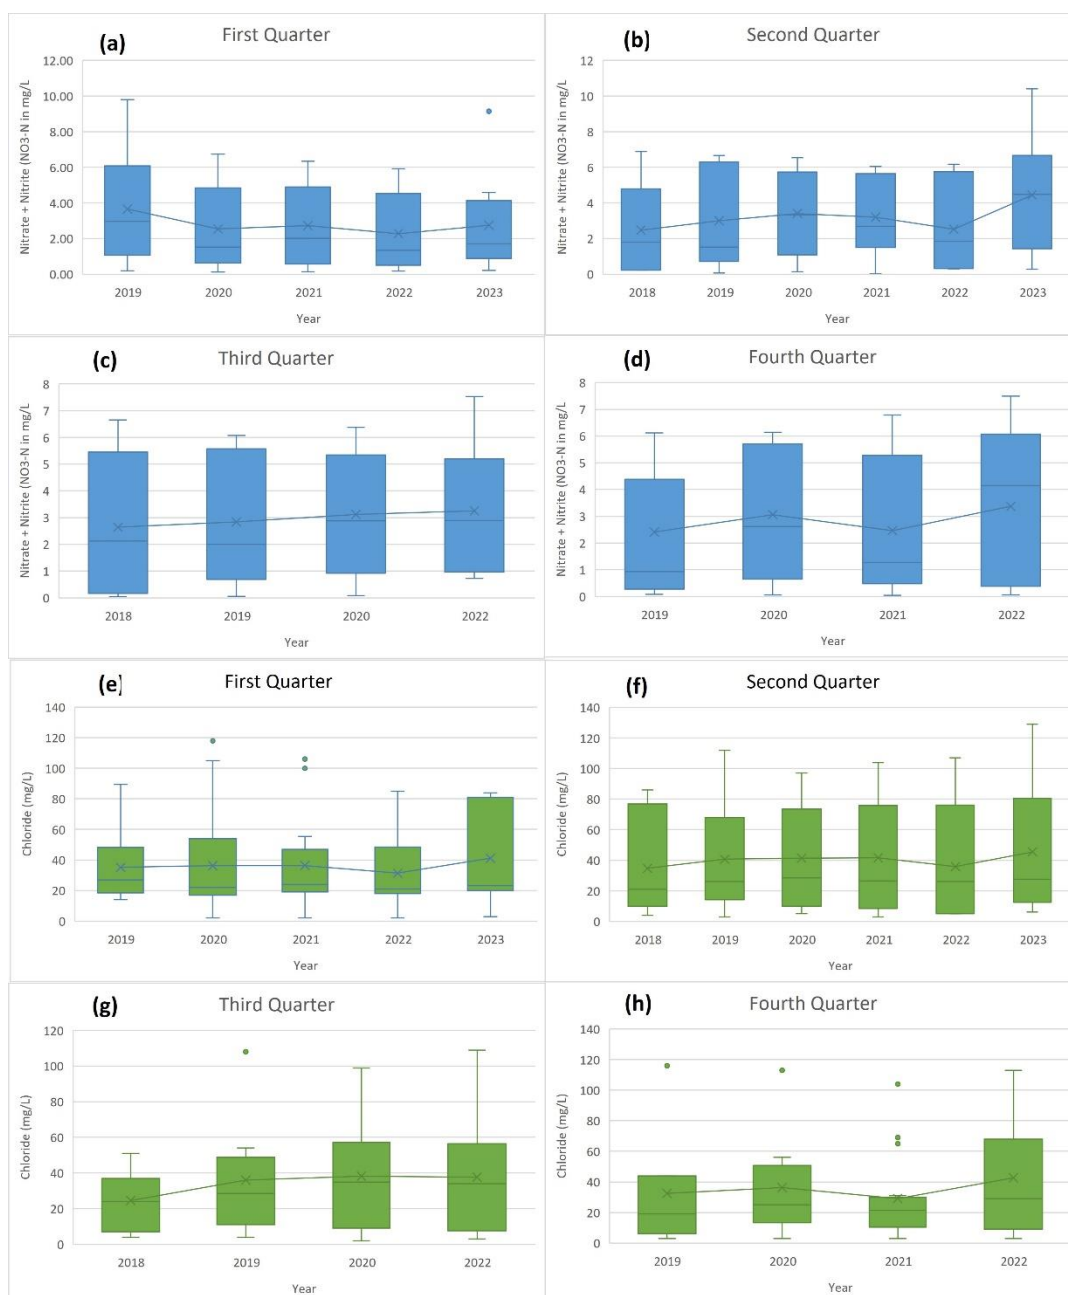 (a) First Quarter
Nitrate + Nitrite (NO3-N in mg/L
12.00
10.00
8.00
6.00
4.00
2.00
0.00
2019 2020 2021 2022 2023
Year
(b) Second Quarter
Nitrate + Nitrite (NO3-N in mg/L
12
10
8
6
4
2
0
2018 2019 2020 2021 2022 2023
Year
(c) Third Quarter
Nitrate + Nitrite (NO3-N in mg/L
8
7
6
5
4
3
2
1
0
2018 2019 2020 2022
Year
(d) Fourth Quarter
Nitrate + Nitrite (NO3-N in mg/L
8
7
6
5
4
3
2
1
0
2019 2020 2021 2022
Year
(e) First Quarter
Chloride (mg/L)
140
120
100
80
60
40
20
0
2019 2020 2021 2022 2023
Year
(f) Second Quarter
Chloride (mg/L)
140
120
100
80
60
40
20
0
2018 2019 2020 2021 2022 2023
Year
(g) Third Quarter
Chloride (mg/L)
120
100
80
60
40
20
0
2018 2019 2020 2022
Year
(h) Fourth Quarter
Chloride (mg/L)
140
120
100
80
60
40
20
0
2019 2020 2021 2022
Year